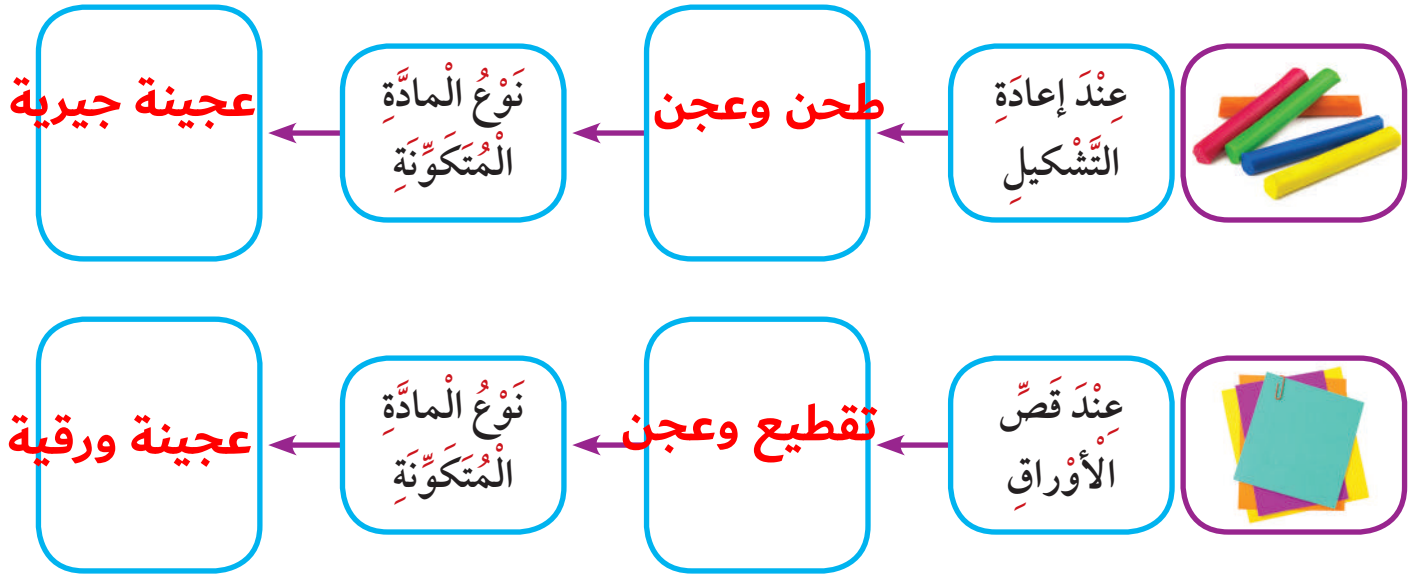 عِنْدَ إعادَةِ
التَّشْكيلِ
طحن وعجن
نَوْعُ الْمادَّةِ
الْمُتَكَوِّنَةِ
عجينة جيرية
عِنْدَ قَصِّ
الْأوْراقِ
تقطيع وعجن
نَوْعُ الْمادَّةِ
الْمُتَكَوِّنَةِ
عجينة ورقية